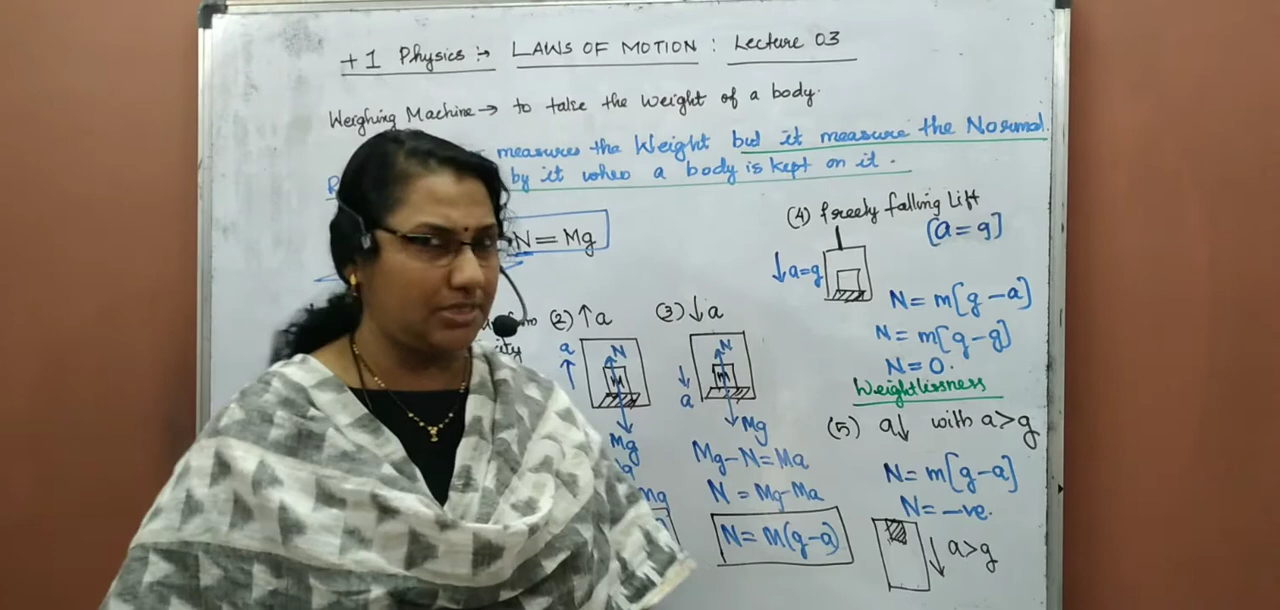 +1 Physics :→ LAWS OF MOTION : Lecture 03
Weighing Machine → to take the weight of a body.
measures the Weight but it measure the Normal
by it when a body is kept on it.
N = Mg
(2) ↑a
a ↑
N
M
Mg
(3) ↓a
↓ a
N
M
Mg
Mg-N=Ma
N = Mg-Ma
N = M(g-a)
(4) freely falling Lift
[a=g]
↓a=g
N = m[g-a]
N = m[g-g]
N = 0.
Weightlessness
(5) a↓ with a>g
N = m[g-a]
N = -ve.
↓ a>g